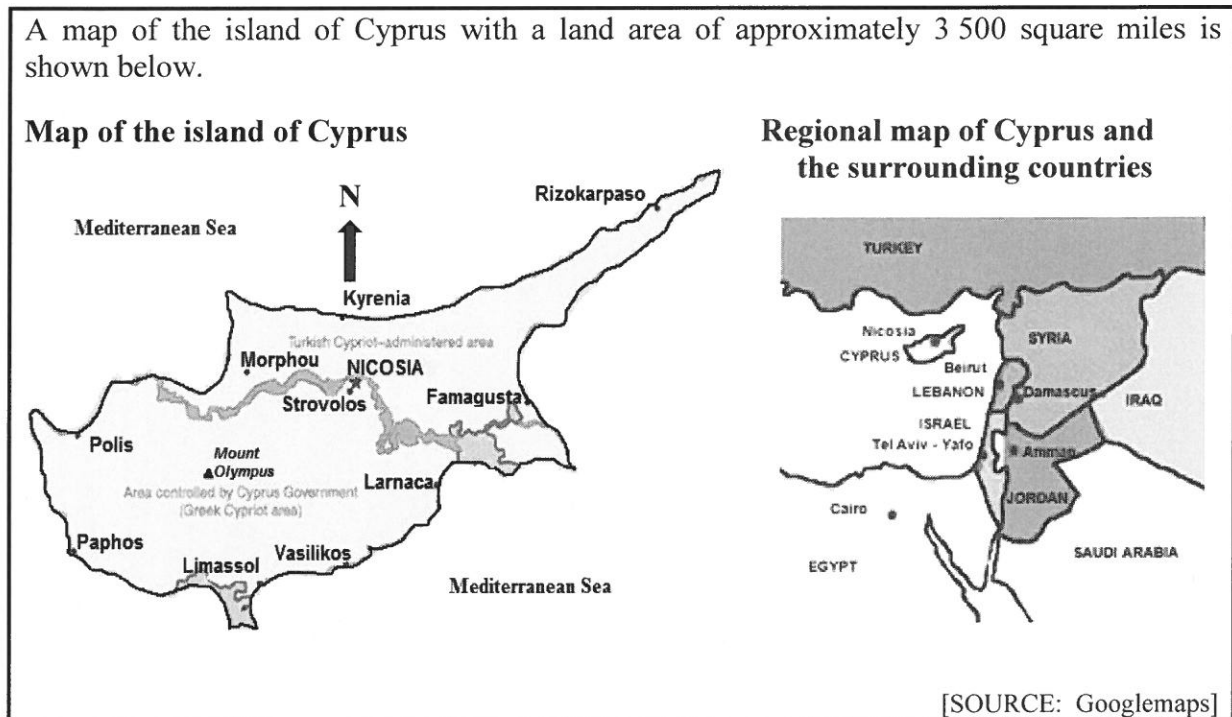 A map of the island of Cyprus with a land area of approximately 3 500 square miles is
shown below.
Map of the island of Cyprus
N
Mediterranean Sea
Rizokarpaso
Kyrenia
Turkish Cypriot–administered area
Morphou
NICOSIA
Strovolos
Famagusta
Polis
Mount
Olympus
Larnaca
Area controlled by Cyprus Government
(Greek Cypriot area)
Paphos
Limassol
Vasilikos
Mediterranean Sea
Regional map of Cyprus and
the surrounding countries
TURKEY
Nicosia
CYPRUS
SYRIA
Beirut
LEBANON
Damascus
IRAQ
ISRAEL
Tel Aviv - Yafo
Amman
JORDAN
Cairo
SAUDI ARABIA
EGYPT
[SOURCE: Googlemaps]